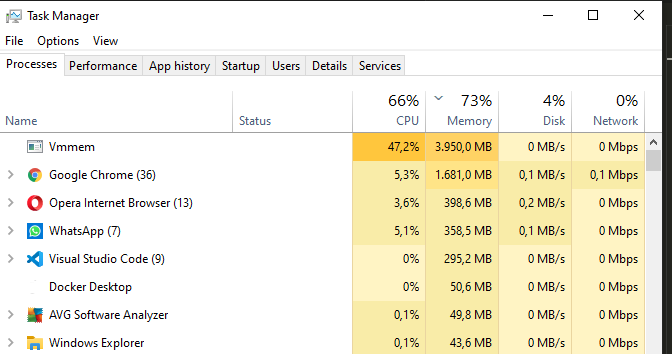 Task Manager
File Options View
Processes Performance App history Startup Users Details Services
66% 73% 4% 0%
Name Status CPU Memory Disk Network
Vmmem 47,2% 3.950,0 MB 0 MB/s 0 Mbps
Google Chrome (36) 5,3% 1.681,0 MB 0,1 MB/s 0,1 Mbps
Opera Internet Browser (13) 3,6% 398,6 MB 0,2 MB/s 0 Mbps
WhatsApp (7) 5,1% 358,5 MB 0,1 MB/s 0 Mbps
Visual Studio Code (9) 0% 295,2 MB 0 MB/s 0 Mbps
Docker Desktop 0% 50,6 MB 0 MB/s 0 Mbps
AVG Software Analyzer 0,1% 49,8 MB 0 MB/s 0 Mbps
Windows Explorer 0,1% 43,6 MB 0 MB/s 0 Mbps